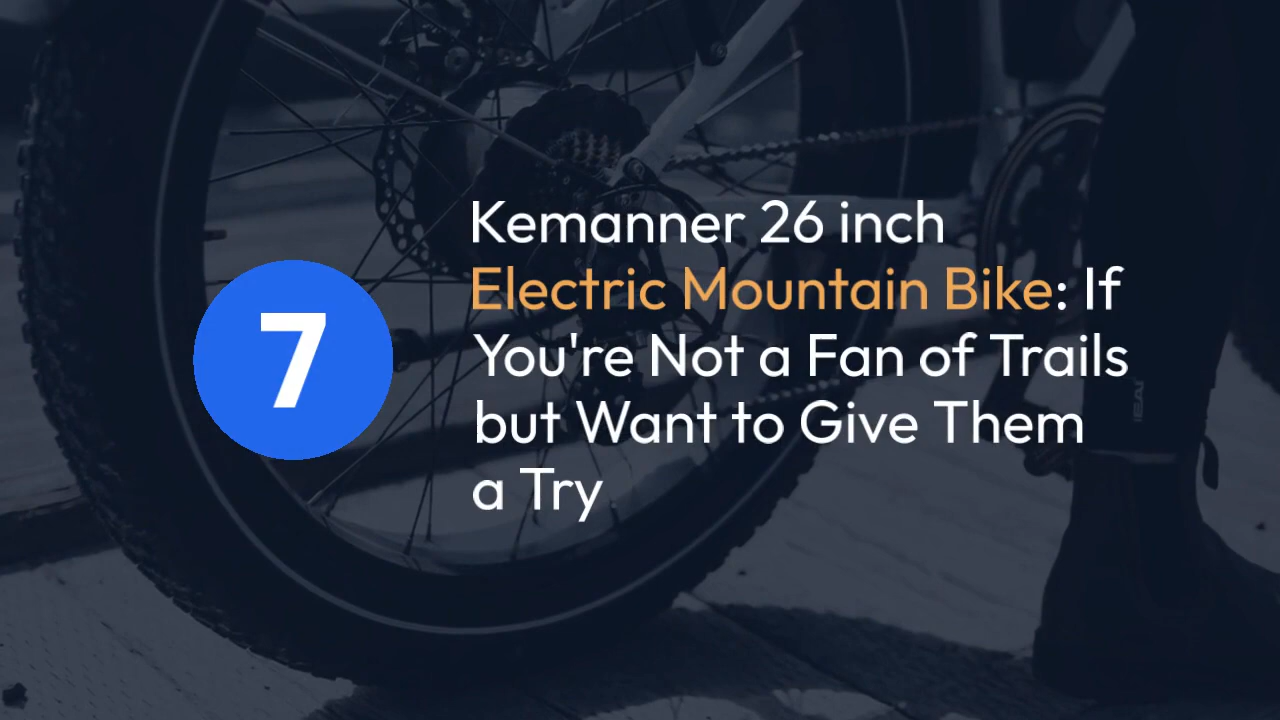 7
Kemanner 26 inch
Electric Mountain Bike: If
You're Not a Fan of Trails
but Want to Give Them
a Try